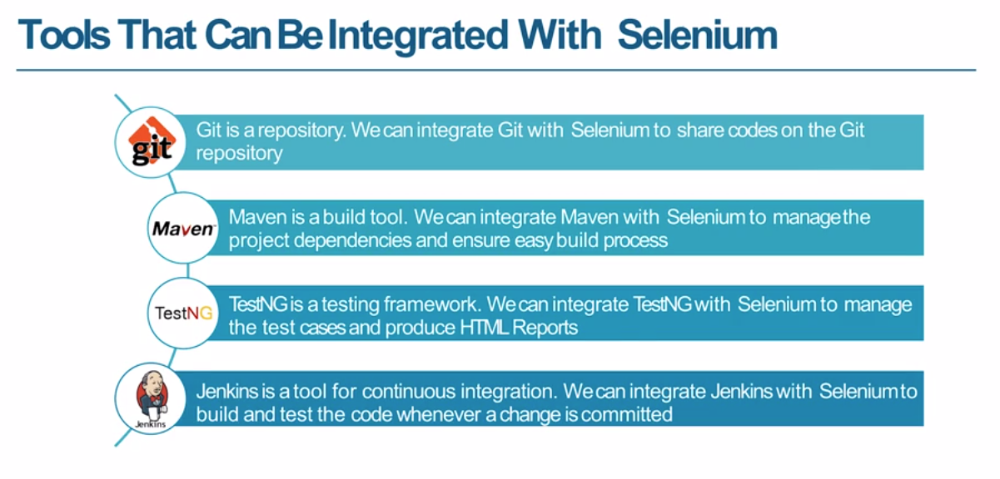 Tools That Can Be Integrated With Selenium
git
Git is a repository. We can integrate Git with Selenium to share codes on the Git
repository
Maven™
Maven is a build tool. We can integrate Maven with Selenium to manage the
project dependencies and ensure easy build process
TestNG
TestNG is a testing framework. We can integrate TestNG with Selenium to manage
the test cases and produce HTML Reports
Jenkins
Jenkins is a tool for continuous integration. We can integrate Jenkins with Selenium to
build and test the code whenever a change is committed